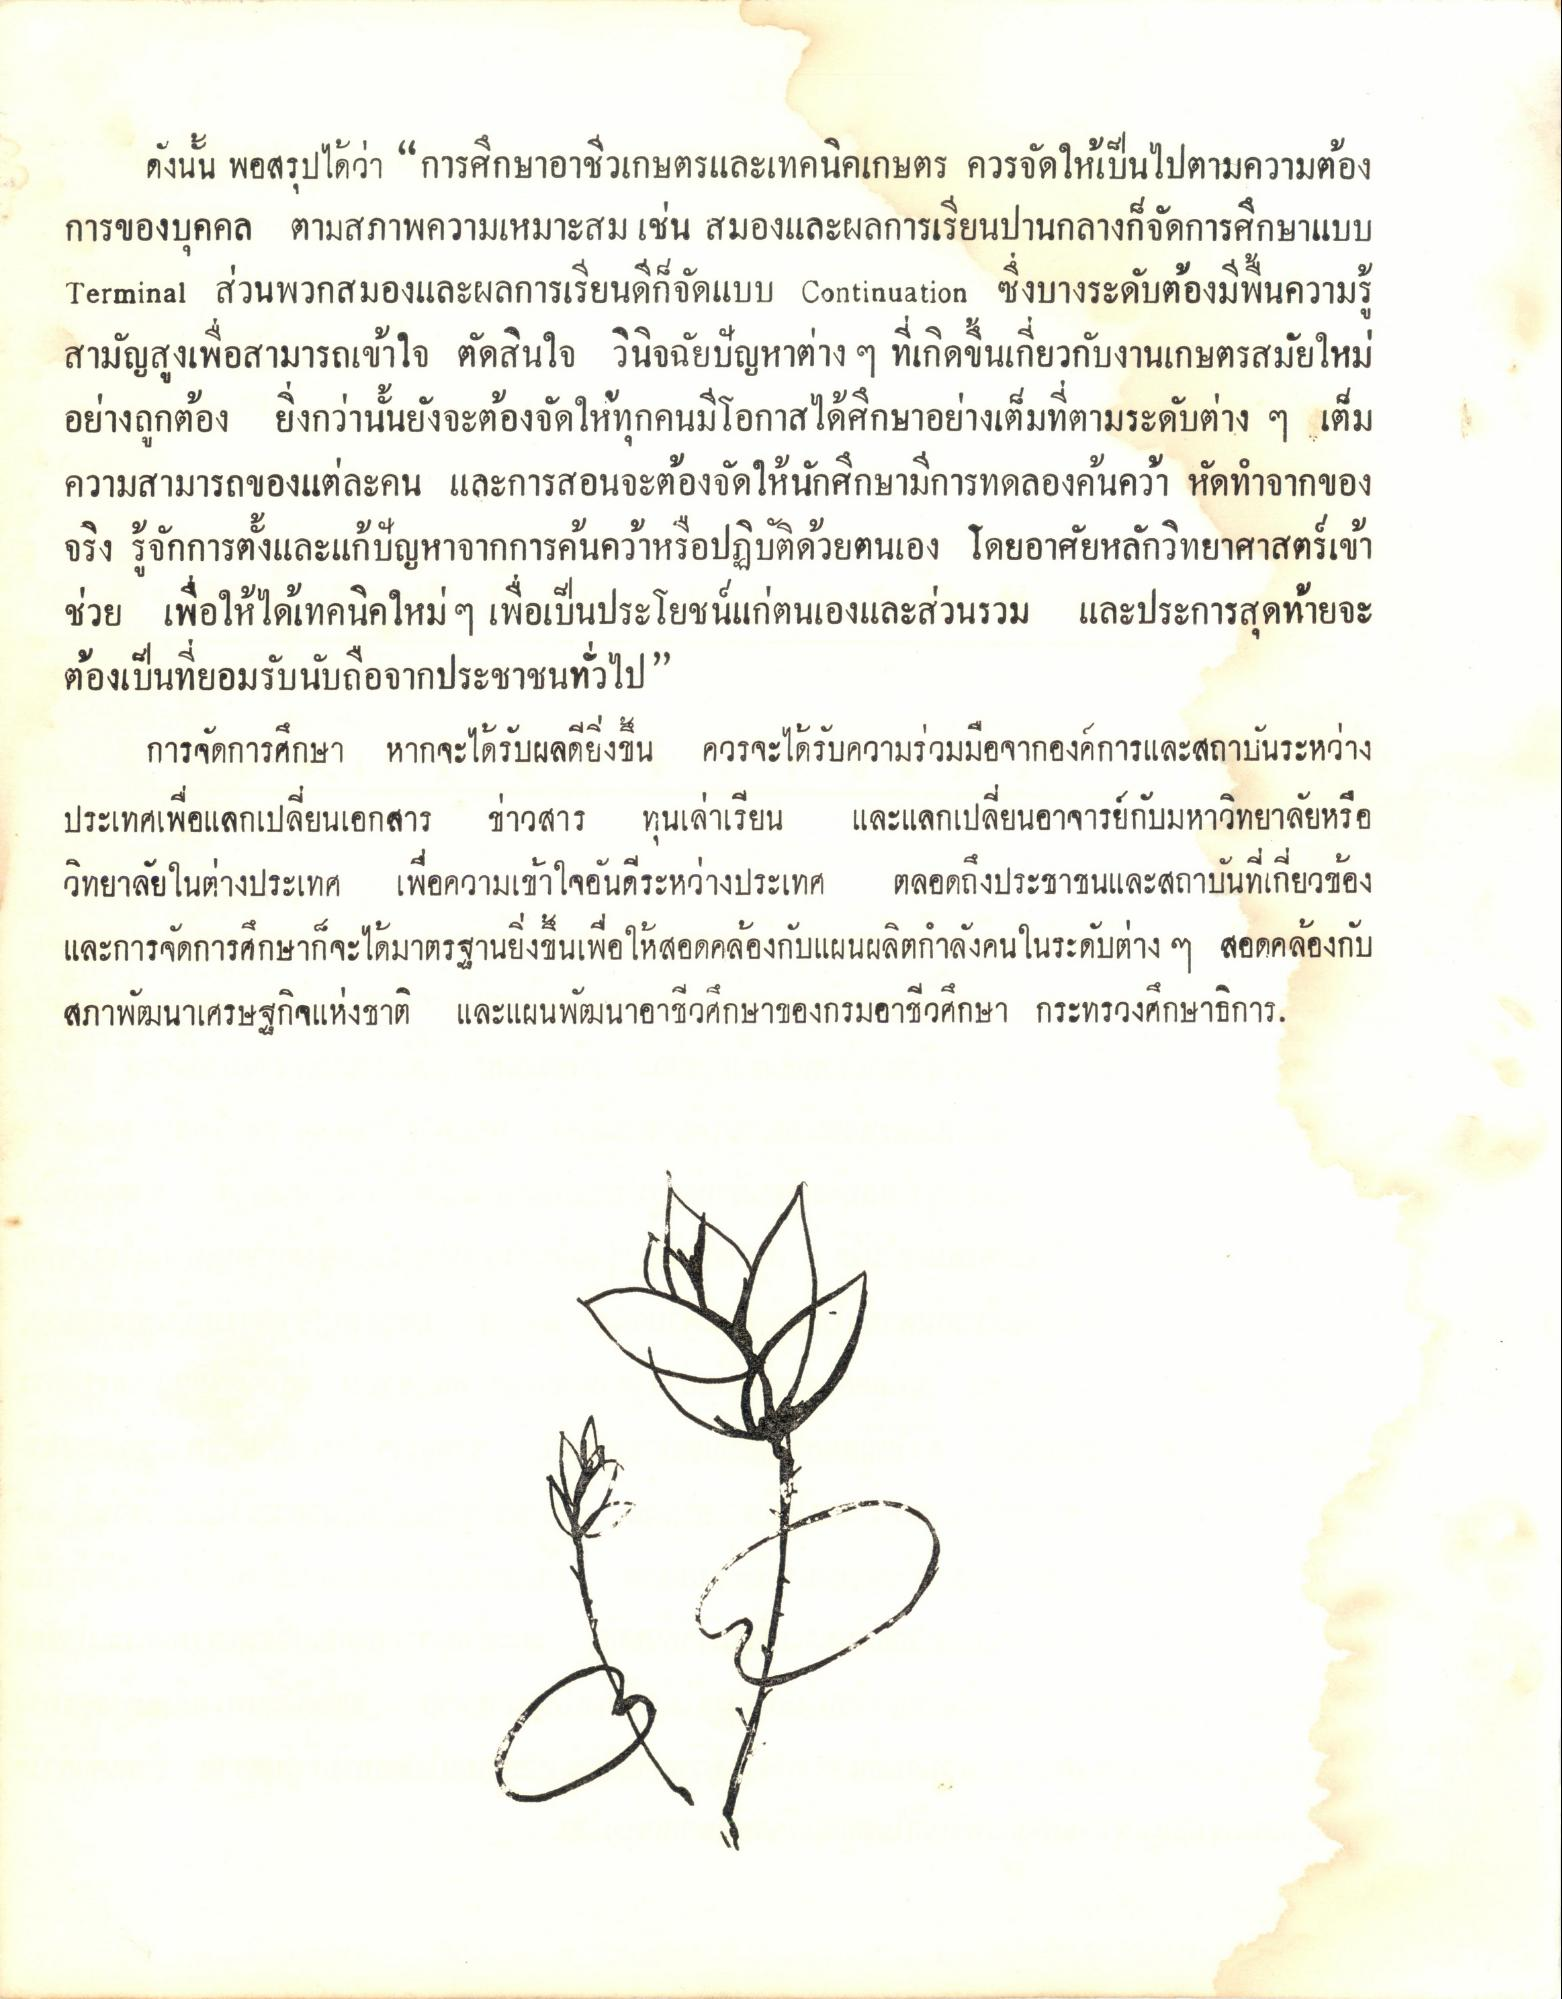 ดังนั้น พอสรุปได้ว่า “การศึกษาอาชีวเกษตรและเทคนิคเกษตร ควรจัดให้เป็นไปตามความต้อง
การของบุคคล ตามสภาพความเหมาะสม เช่น สมองและผลการเรียนปานกลางก็จัดการศึกษาแบบ
Terminal ส่วนพวกสมองและผลการเรียนดีก็จัดแบบ Continuation ซึ่งบางระดับต้องมีพื้นความรู้
สามัญสูงเพื่อสามารถเข้าใจ ตัดสินใจ วินิจฉัยปัญหาต่าง ๆ ที่เกิดขึ้นเกี่ยวกับงานเกษตรสมัยใหม่
อย่างถูกต้อง ยิ่งกว่านั้นยังจะต้องจัดให้ทุกคนมีโอกาสได้ศึกษาอย่างเต็มที่ตามระดับต่าง ๆ เต็ม
ความสามารถของแต่ละคน และการสอนจะต้องจัดให้นักศึกษามีการทดลองค้นคว้า หัดทำจากของ
จริง รู้จักการตั้งและแก้ปัญหาจากการค้นคว้าหรือปฏิบัติด้วยตนเอง โดยอาศัยหลักวิทยาศาสตร์เข้า
ช่วย เพื่อให้ได้เทคนิคใหม่ ๆ เพื่อเป็นประโยชน์แก่ตนเองและส่วนรวม และประการสุดท้ายจะ
ต้องเป็นที่ยอมรับนับถือจากประชาชนทั่วไป”
การจัดการศึกษา หากจะได้รับผลดียิ่งขึ้น ควรจะได้รับความร่วมมือจากองค์การและสถาบันระหว่าง
ประเทศเพื่อแลกเปลี่ยนเอกสาร ข่าวสาร ทุนเล่าเรียน และแลกเปลี่ยนอาจารย์กับมหาวิทยาลัยหรือ
วิทยาลัยในต่างประเทศ เพื่อความเข้าใจอันดีระหว่างประเทศ ตลอดถึงประชาชนและสถาบันที่เกี่ยวข้อง
และการจัดการศึกษาก็จะได้มาตรฐานยิ่งขึ้นเพื่อให้สอดคล้องกับแผนผลิตกำลังคนในระดับต่าง ๆ สอดคล้องกับ
สภาพัฒนาเศรษฐกิจแห่งชาติ และแผนพัฒนาอาชีวศึกษาของกรมอาชีวศึกษา กระทรวงศึกษาธิการ.